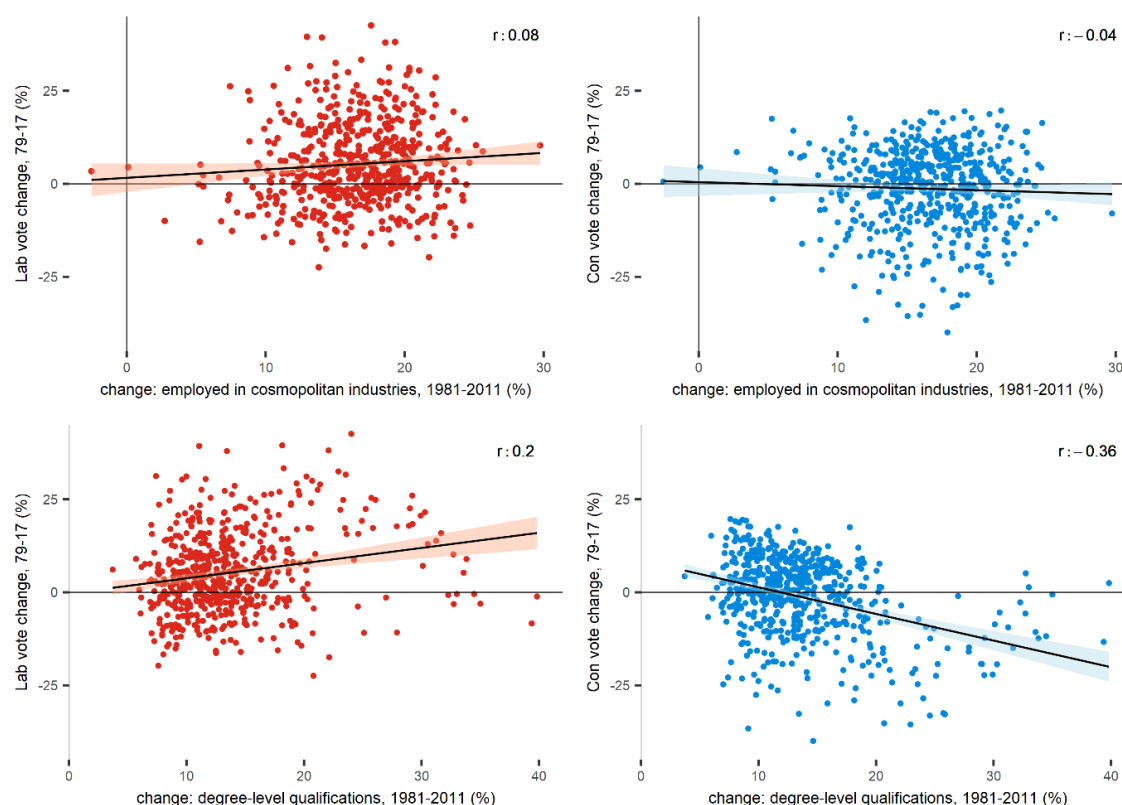 r: 0.08
Lab vote change, 79-17 (%)
25
0
-25
0
10
20
30
change: employed in cosmopolitan industries, 1981-2011 (%)
r: −0.04
Con vote change, 79-17 (%)
25
0
-25
0
10
20
30
change: employed in cosmopolitan industries, 1981-2011 (%)
r: 0.2
Lab vote change, 79-17 (%)
25
0
-25
0
10
20
30
40
change: degree-level qualifications, 1981-2011 (%)
r: −0.36
Con vote change, 79-17 (%)
25
0
-25
0
10
20
30
40
change: degree-level qualifications, 1981-2011 (%)